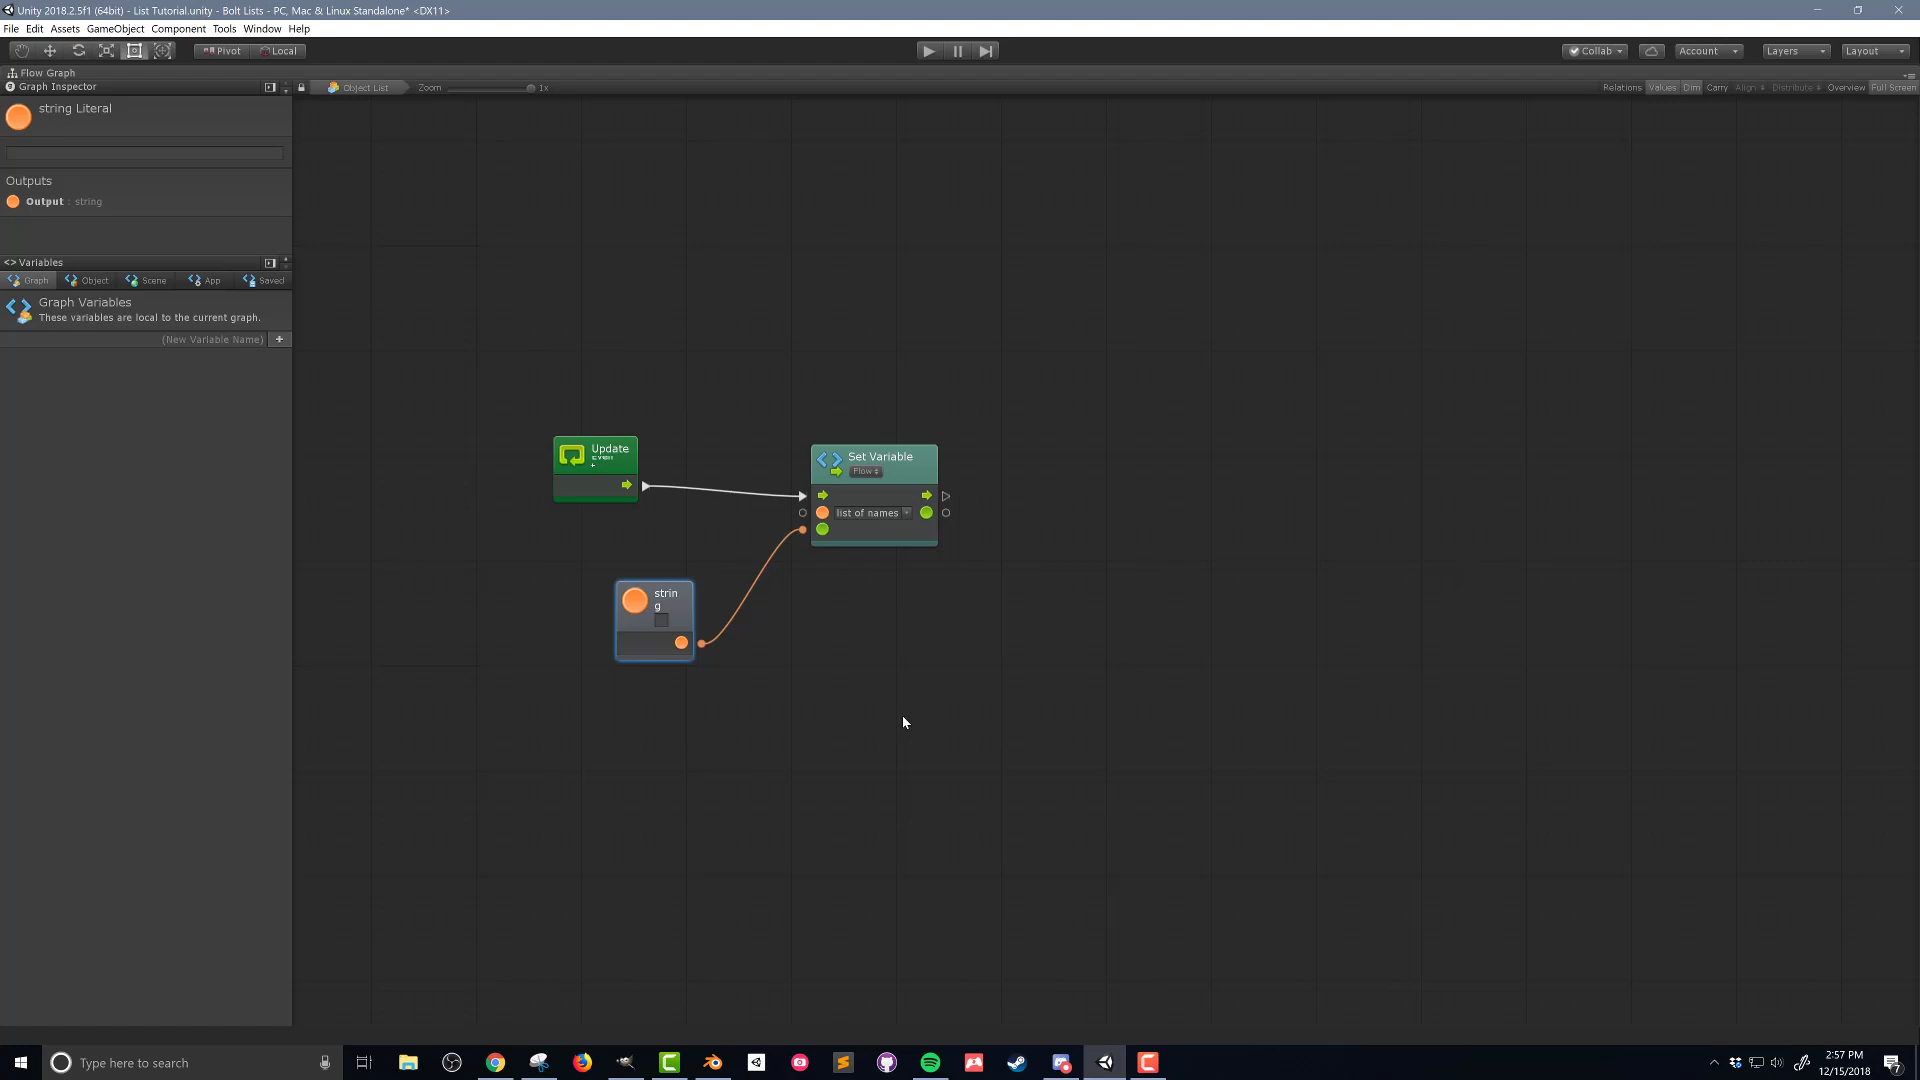 Unity 2018.2.5f1 (64bit) - List Tutorial.unity - Bolt Lists - PC, Mac & Linux Standalone* <DX11>
File Edit Assets GameObject Component Tools Window Help
Pivot Local Collab Account Layers Layout
Flow Graph
Graph Inspector
Object List Zoom 1x Relations Values Dim Carry Align Distribute Overview Full Screen
string Literal
Outputs
Output : string
<> Variables
Graph Object Scene App Saved
Graph Variables
These variables are local to the current graph.
(New Variable Name) +
Update
Event
Set Variable
Flow
list of names
strin
g
Type here to search
2:57 PM
12/15/2018
7